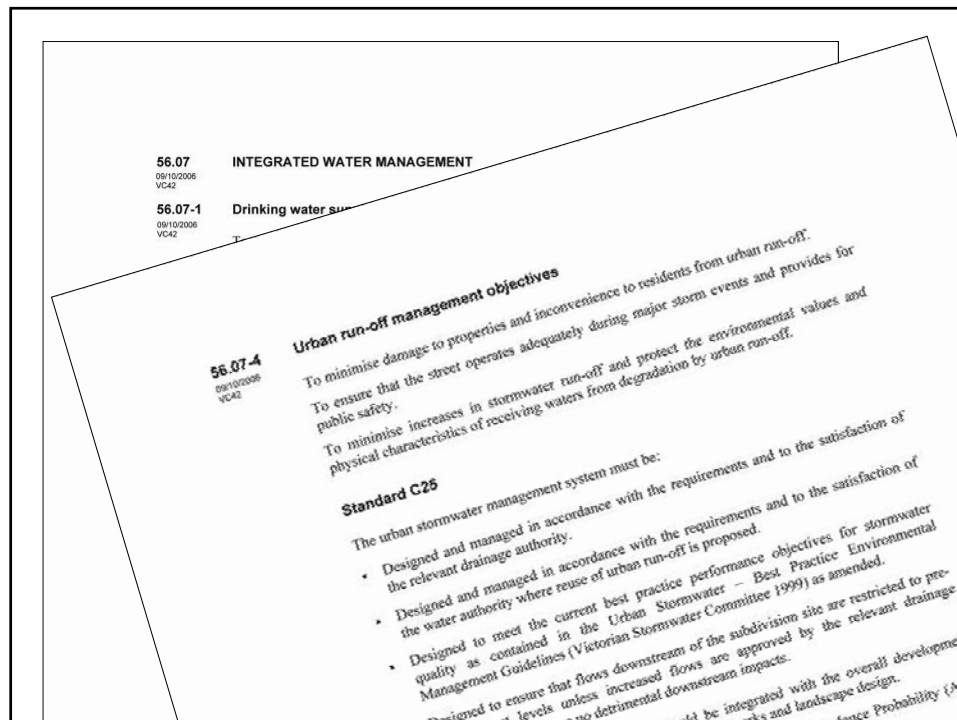 56.07 INTEGRATED WATER MANAGEMENT
09/10/2006
VC42
56.07-1 Drinking water
09/10/2006
VC42
56.07-4 Urban run-off management objectives
09/10/2006
VC42
To minimise damage to properties and inconvenience to residents from urban run-off.
To ensure that the street operates adequately during major storm events and provides for
public safety.
To minimise increases in stormwater run-off and protect the environmental values and
physical characteristics of receiving waters from degradation by urban run-off.
Standard C25
The urban stormwater management system must be:
• Designed and managed in accordance with the requirements and to the satisfaction of
the relevant drainage authority.
• Designed and managed in accordance with the requirements and to the satisfaction of
the water authority where reuse of urban run-off is proposed.
• Designed to meet the current best practice performance objectives for stormwater
quality as contained in the Urban Stormwater – Best Practice Environmental
Management Guidelines (Victorian Stormwater Committee 1999) as amended.
Designed to ensure that flows downstream of the subdivision site are restricted to pre-
levels unless increased flows are approved by the relevant drainage
no detrimental downstream impacts.
be integrated with the overall
and landscape design.
Probability